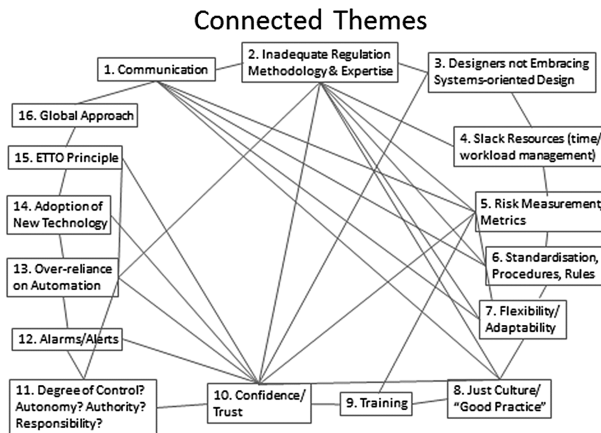 Connected Themes
1. Communication
2. Inadequate Regulation
Methodology & Expertise
3. Designers not Embracing
Systems-oriented Design
16. Global Approach
4. Slack Resources (time/
workload management)
15. ETTO Principle
14. Adoption of
New Technology
5. Risk Measurement,
Metrics
13. Over-reliance
on Automation
6. Standardisation,
Procedures, Rules
7. Flexibility/
Adaptability
12. Alarms/Alerts
11. Degree of Control?
Autonomy? Authority?
Responsibility?
10. Confidence/
Trust
9. Training
8. Just Culture/
“Good Practice”